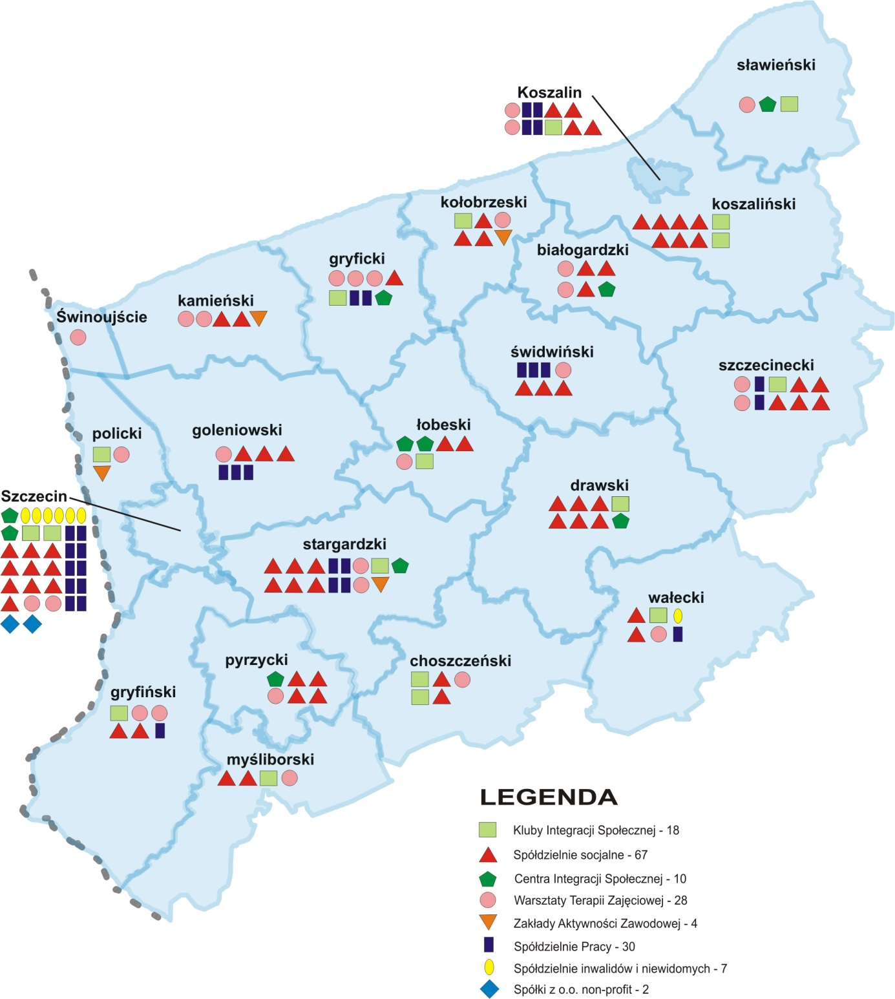 sławieński
Koszalin
kołobrzeski
koszaliński
białogardzki
gryficki
kamieński
Świnoujście
świdwiński
szczecinecki
policki
goleniowski
łobeski
drawski
Szczecin
stargardzki
wałecki
pyrzycki
choszczeński
gryfiński
myśliborski
LEGENDA
Kluby Integracji Społecznej - 18
Spółdzielnie socjalne - 67
Centra Integracji Społecznej - 10
Warsztaty Terapii Zajęciowej - 28
Zakłady Aktywności Zawodowej - 4
Spółdzielnie Pracy - 30
Spółdzielnie inwalidów i niewidomych - 7
Spółki z o.o. non-profit - 2